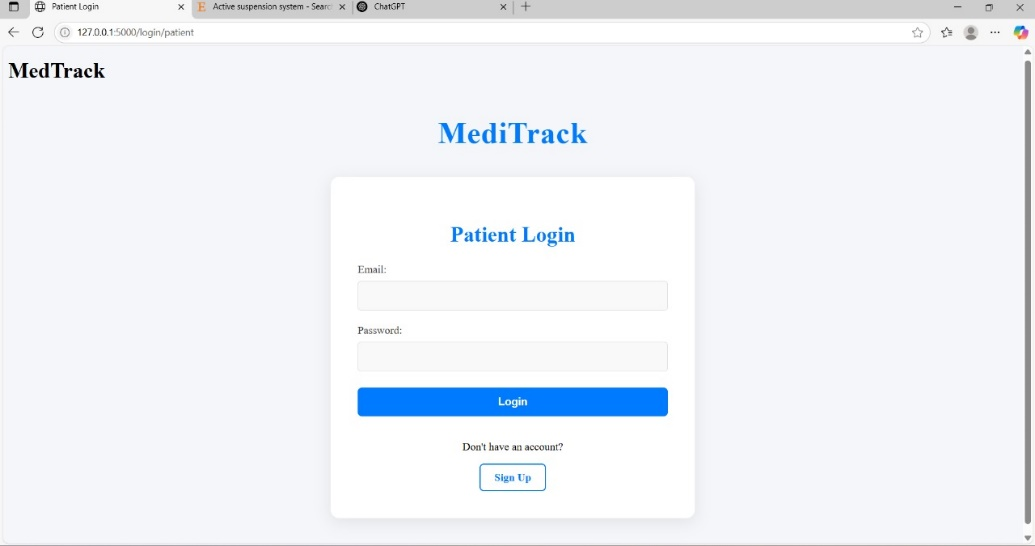 Patient Login
Active suspension system - Searc
ChatGPT
127.0.0.1:5000/login/patient
MedTrack
MediTrack
Patient Login
Email:
Password:
Login
Don't have an account?
Sign Up